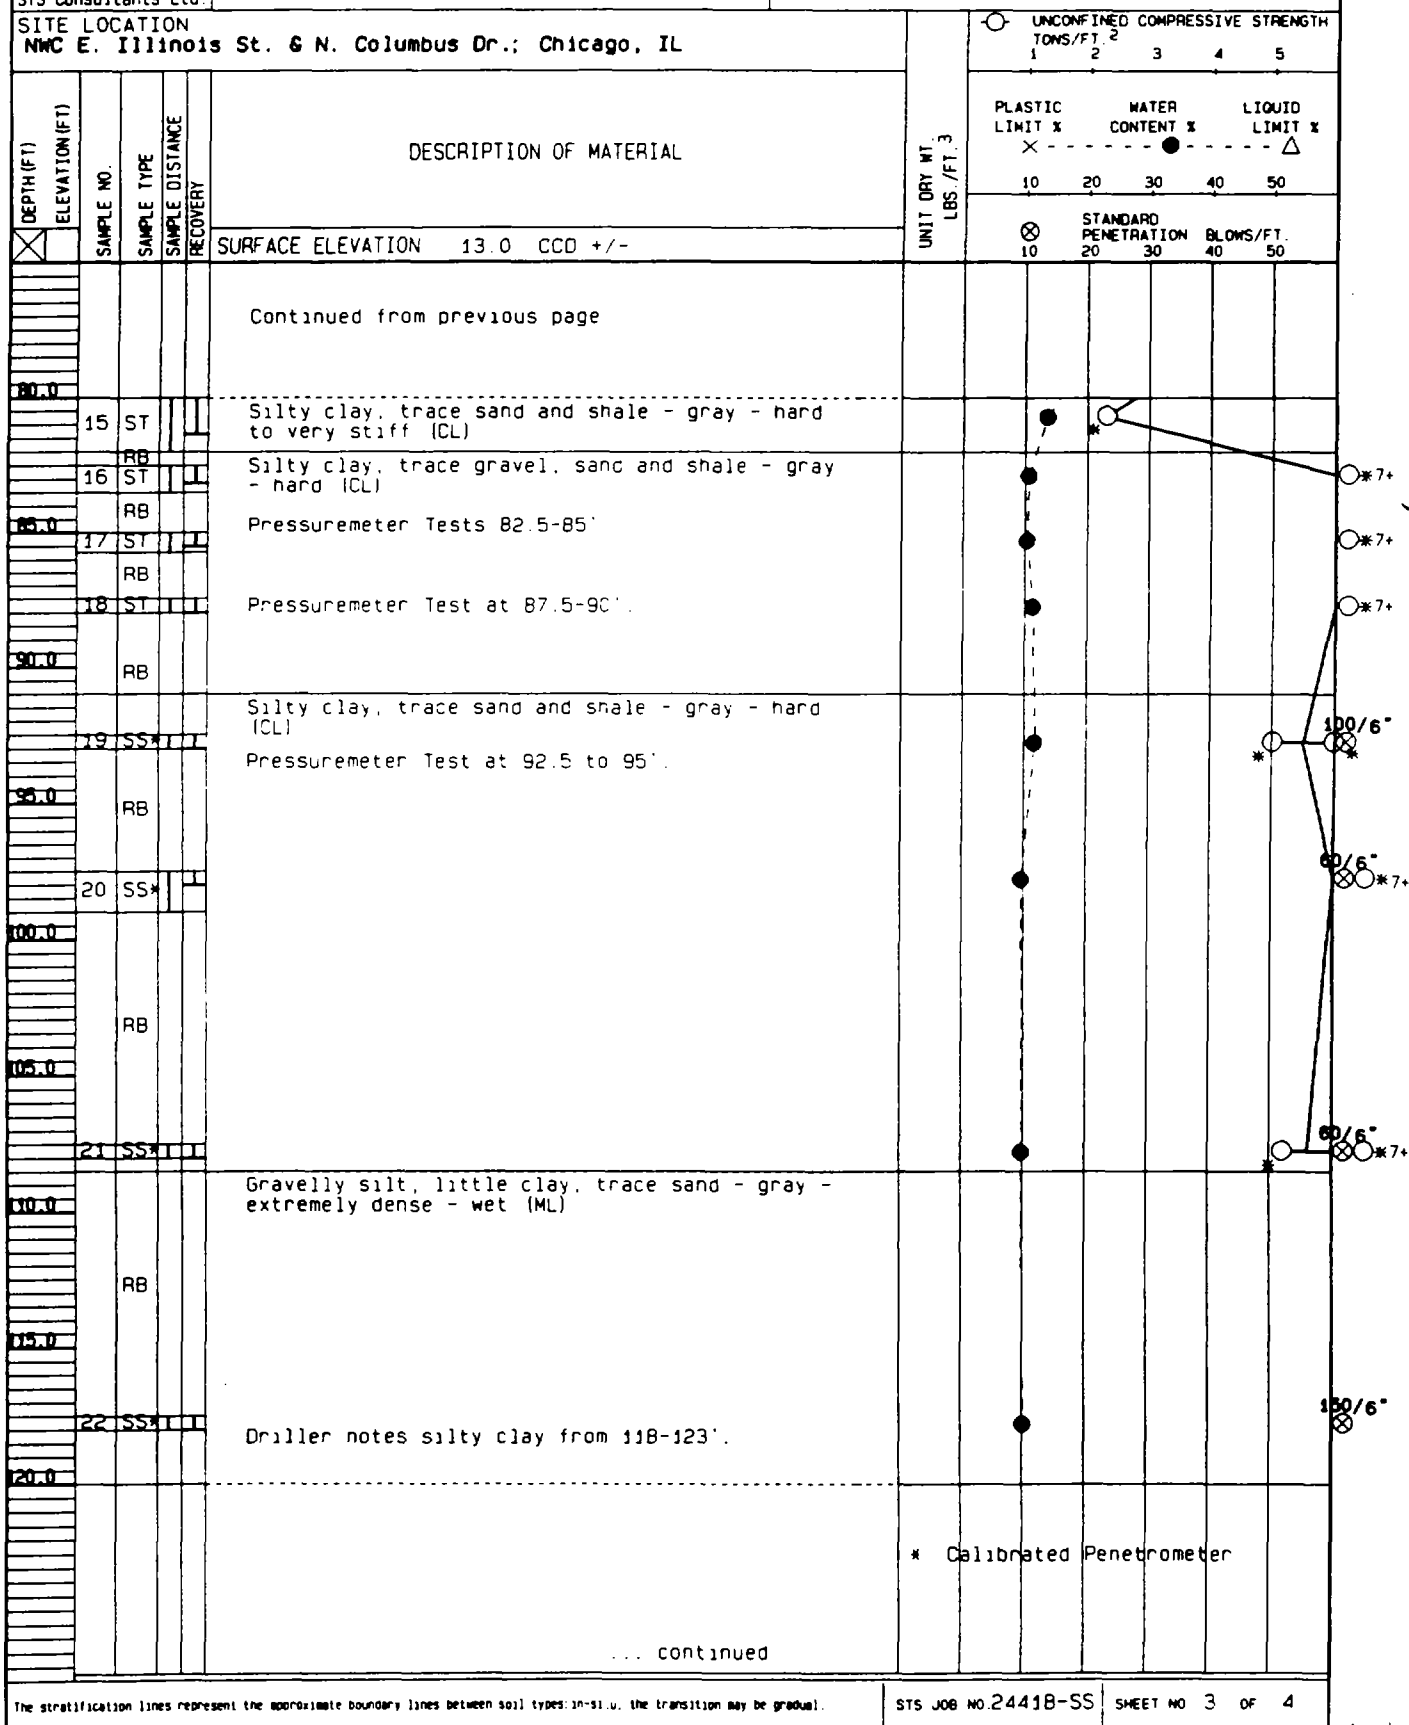 STS Consultants Ltd.
SITE LOCATION
NWC E. Illinois St. & N. Columbus Dr.; Chicago, IL
UNCONFINED COMPRESSIVE STRENGTH
TONS/FT.2
1 2 3 4 5
PLASTIC WATER LIQUID
LIMIT % CONTENT % LIMIT %
10 20 30 40 50
STANDARD
PENETRATION BLOWS/FT.
10 20 30 40 50
DEPTH(FT)
ELEVATION(FT)
SAMPLE NO.
SAMPLE TYPE
SAMPLE DISTANCE
RECOVERY
DESCRIPTION OF MATERIAL
UNIT DRY WT.
LBS./FT.3
SURFACE ELEVATION 13.0 CCD +/-
Continued from previous page
80.0
15 ST
Silty clay, trace sand and shale - gray - hard
to very stiff (CL)
*
RB
16 ST
Silty clay, trace gravel, sand and shale - gray
- hard (CL)
*7+
RB
85.0
Pressuremeter Tests 82.5-85'
17 ST
*7+
RB
18 ST
Pressuremeter Test at 87.5-90'.
*7+
90.0
RB
Silty clay, trace sand and shale - gray - hard
(CL)
19 SS*
100/6"
* *
Pressuremeter Test at 92.5 to 95'.
95.0
RB
20 SS*
60/6"
*7+
100.0
RB
105.0
21 SS*
60/6"
*7+
*
Gravelly silt, little clay, trace sand - gray -
extremely dense - wet (ML)
110.0
RB
115.0
22 SS*
150/6"
Driller notes silty clay from 118-123'.
120.0
* Calibrated Penetrometer
... continued
The stratification lines represent the approximate boundary lines between soil types: in-situ, the transition may be gradual.
STS JOB NO.24418-SS
SHEET NO 3 OF 4